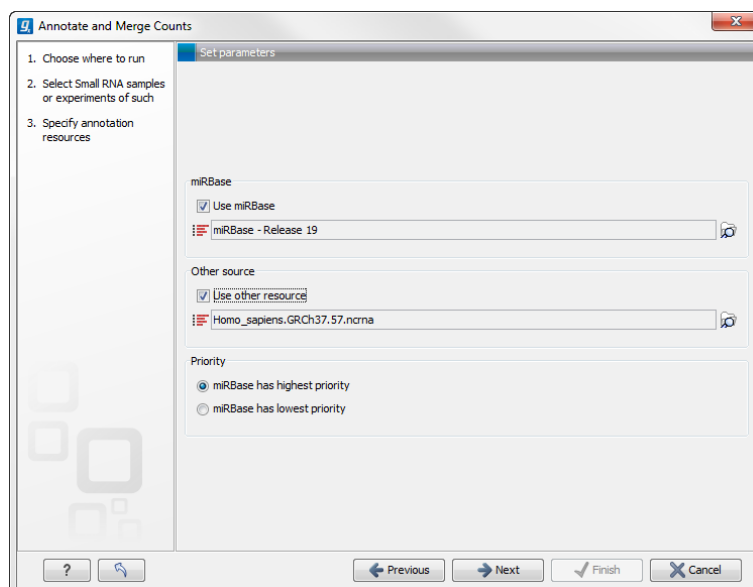 Annotate and Merge Counts
1. Choose where to run
2. Select Small RNA samples
or experiments of such
3. Specify annotation
resources
Set parameters
miRBase
Use miRBase
miRBase - Release 19
Other source
Use other resource
Homo_sapiens.GRCh37.57.ncrna
Priority
miRBase has highest priority
miRBase has lowest priority
?
Previous
Next
Finish
Cancel